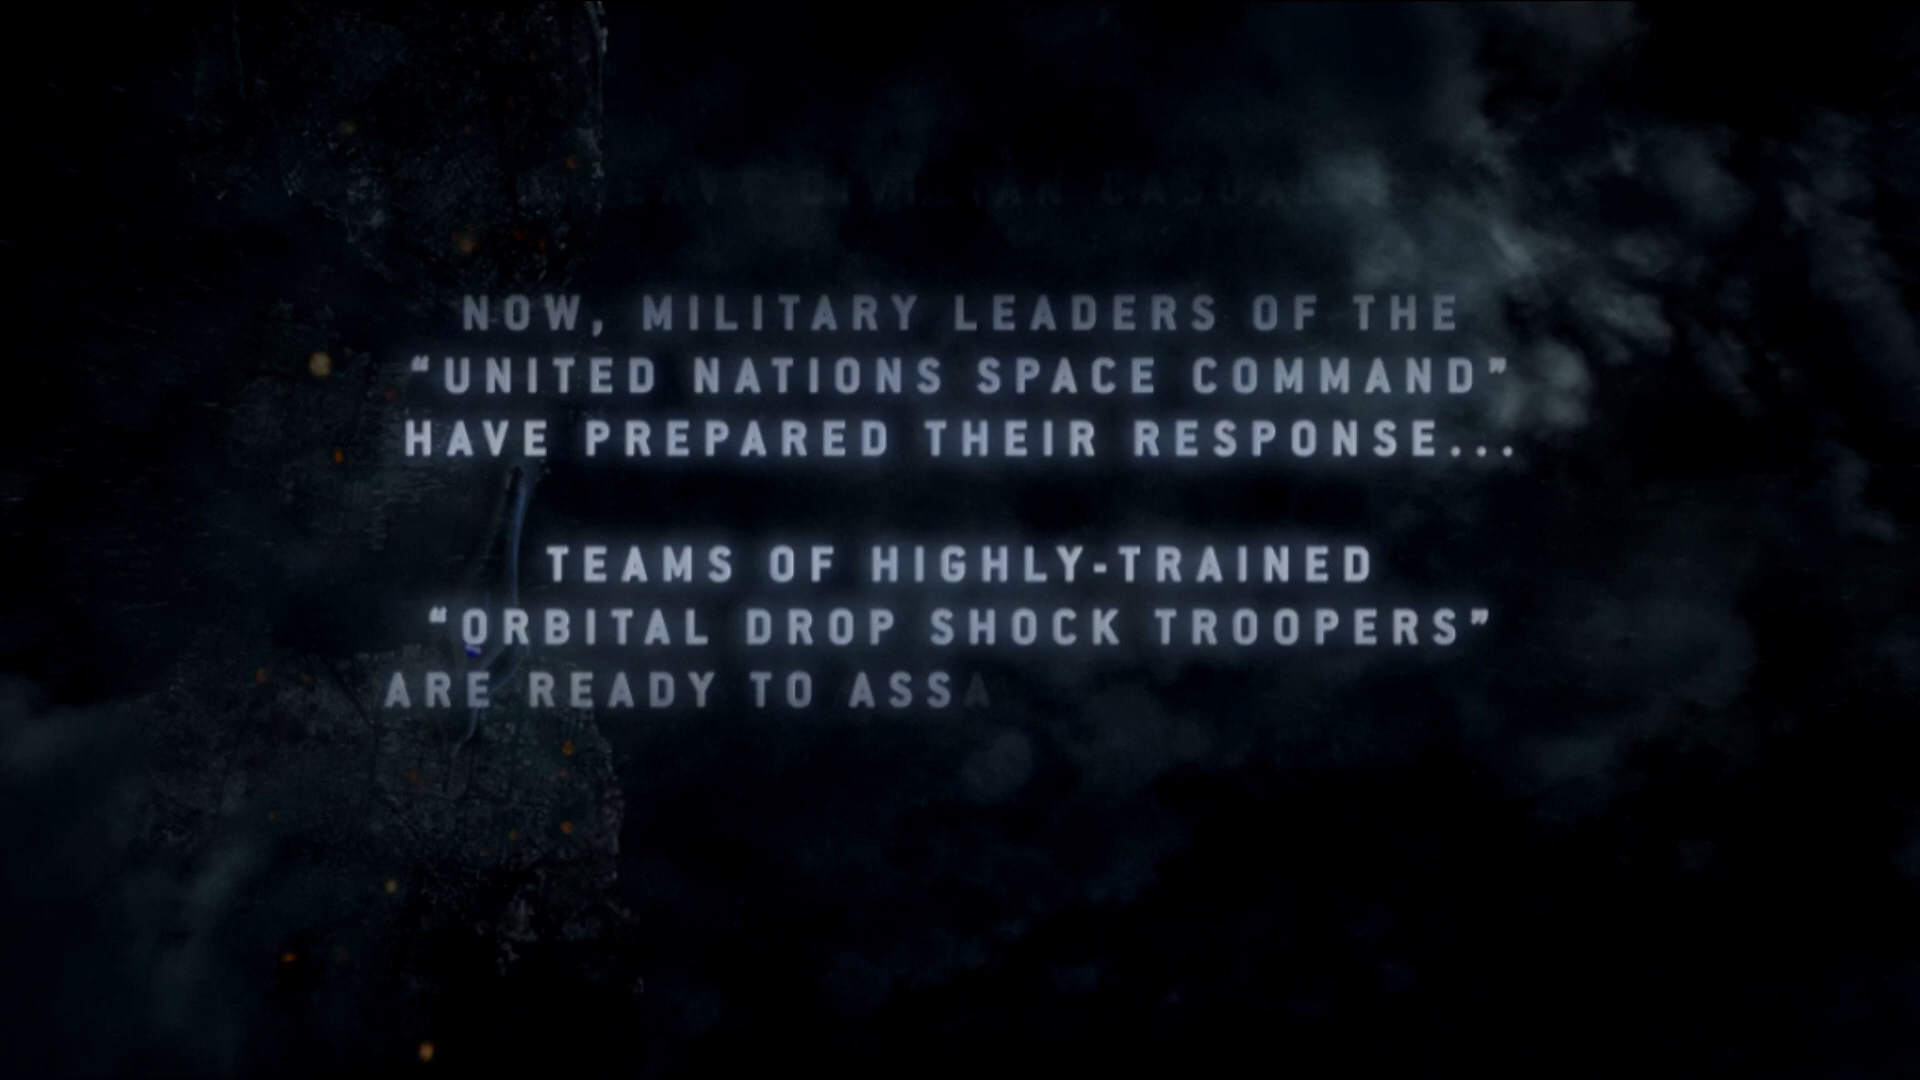 NOW, MILITARY LEADERS OF THE
“UNITED NATIONS SPACE COMMAND”
HAVE PREPARED THEIR RESPONSE...
TEAMS OF HIGHLY-TRAINED
“ORBITAL DROP SHOCK TROOPERS”
ARE READY TO ASSA